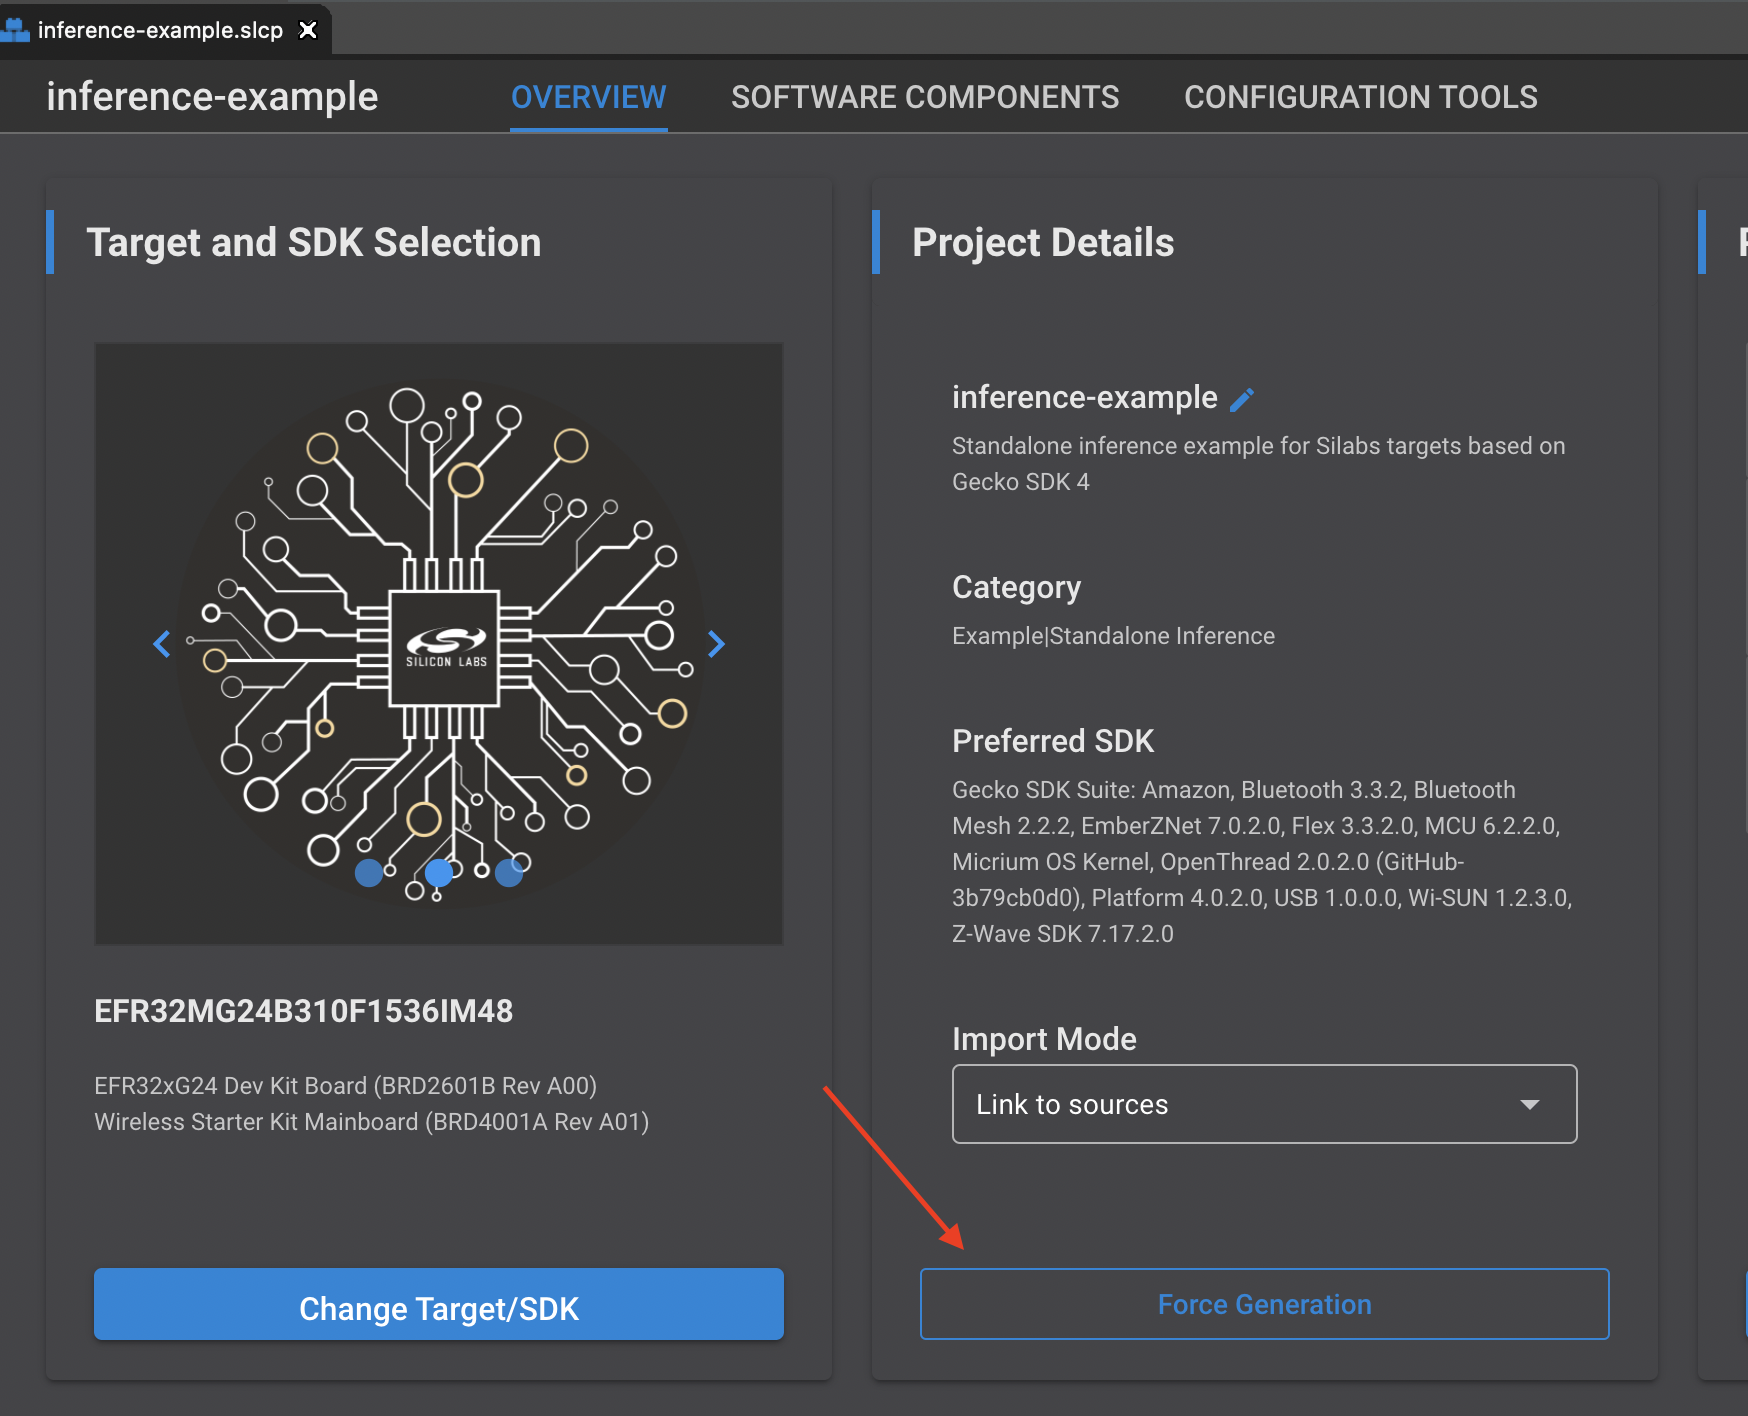 inference-example.slcp
inference-example
OVERVIEW
SOFTWARE COMPONENTS
CONFIGURATION TOOLS
Target and SDK Selection
SILICON LABS
EFR32MG24B310F1536IM48
EFR32xG24 Dev Kit Board (BRD2601B Rev A00)
Wireless Starter Kit Mainboard (BRD4001A Rev A01)
Change Target/SDK
Project Details
inference-example
Standalone inference example for Silabs targets based on
Gecko SDK 4
Category
Example|Standalone Inference
Preferred SDK
Gecko SDK Suite: Amazon, Bluetooth 3.3.2, Bluetooth
Mesh 2.2.2, EmberZNet 7.0.2.0, Flex 3.3.2.0, MCU 6.2.2.0,
Micrium OS Kernel, OpenThread 2.0.2.0 (GitHub-
3b79cb0d0), Platform 4.0.2.0, USB 1.0.0.0, Wi-SUN 1.2.3.0,
Z-Wave SDK 7.17.2.0
Import Mode
Link to sources
Force Generation